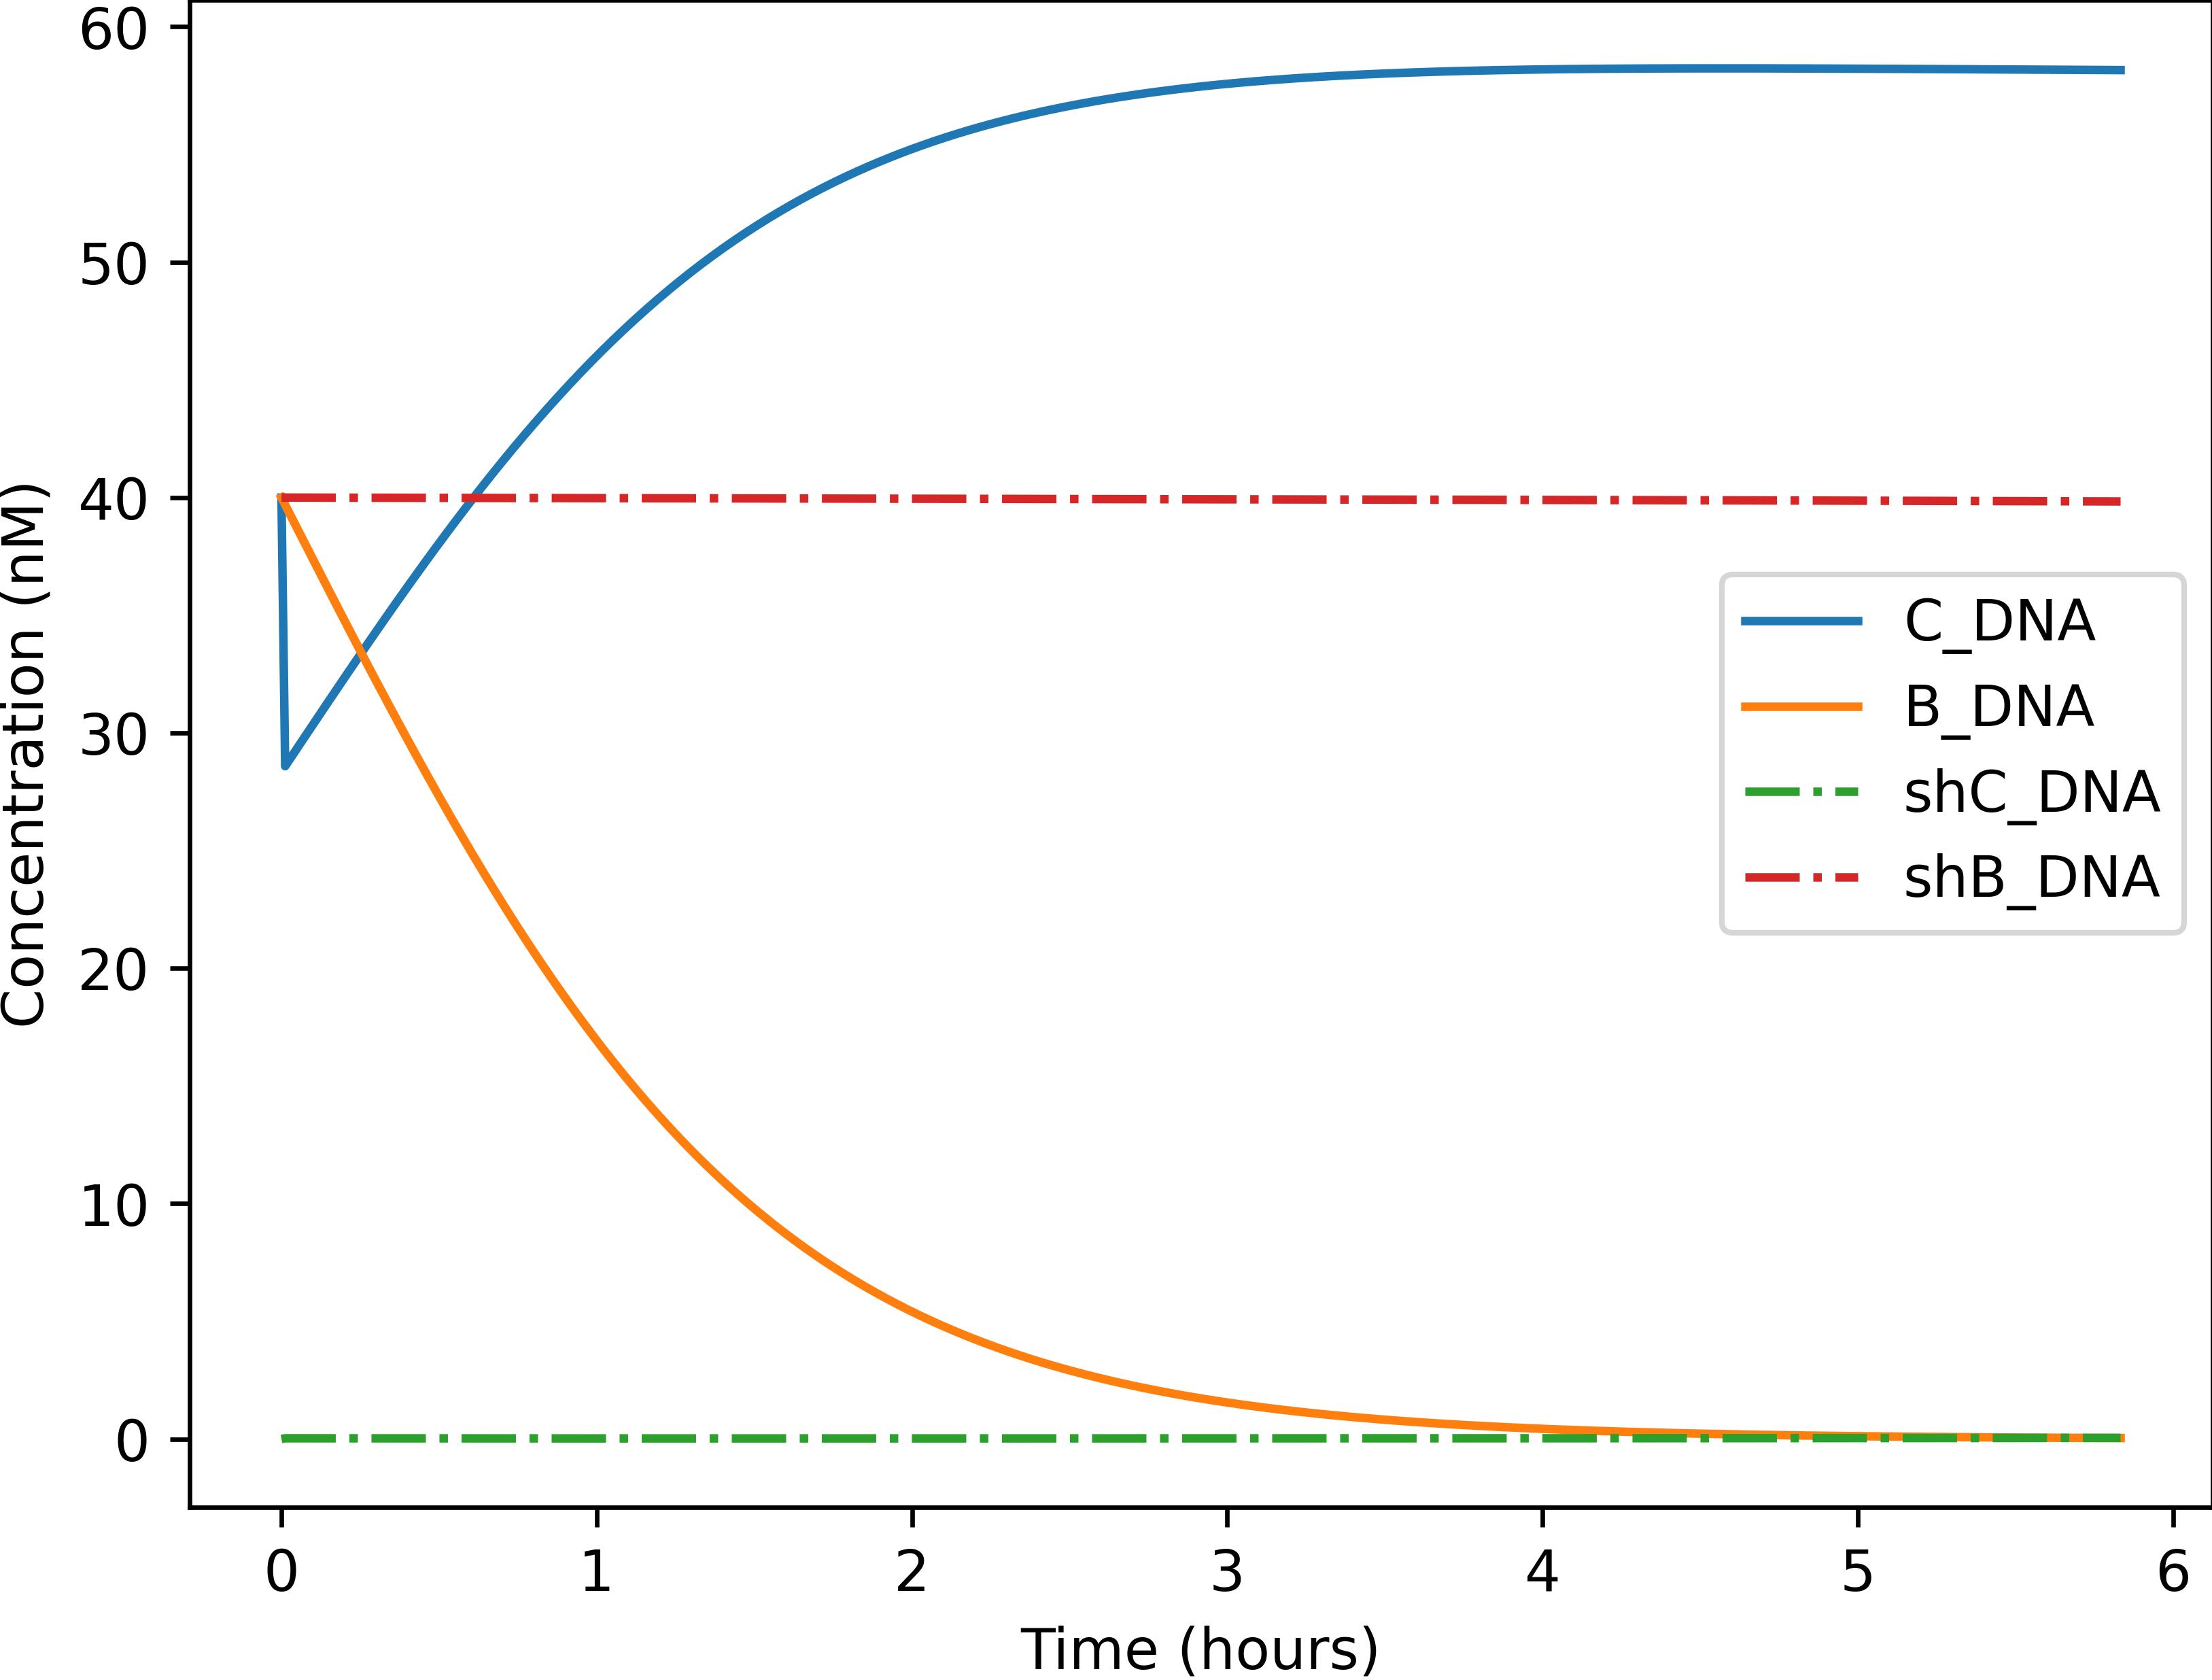 60
50
40
30
20
10
0
Concentration (nM)
C_DNA
B_DNA
shC_DNA
shB_DNA
0 1 2 3 4 5 6
Time (hours)